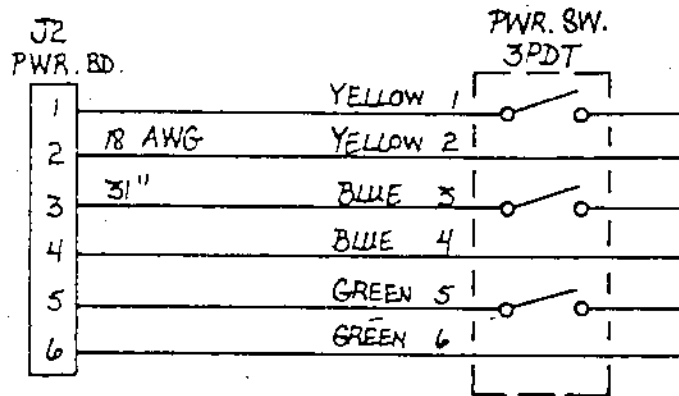 J2
PWR. BD.
PWR. SW.
3PDT
1 YELLOW 1
2 18 AWG YELLOW 2
3 31" BLUE 3
4 BLUE 4
5 GREEN 5
6 GREEN 6